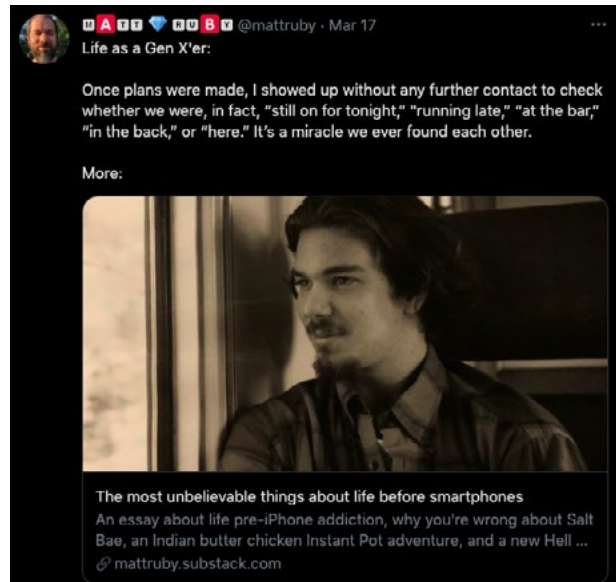 MATT 💎 RUBY @mattruby · Mar 17
Life as a Gen X'er:
Once plans were made, I showed up without any further contact to check
whether we were, in fact, “still on for tonight,” "running late,” “at the bar,”
“in the back,” or “here.” It’s a miracle we ever found each other.
More:
The most unbelievable things about life before smartphones
An essay about life pre-iPhone addiction, why you're wrong about Salt
Bae, an Indian butter chicken Instant Pot adventure, and a new Hell ...
mattruby.substack.com